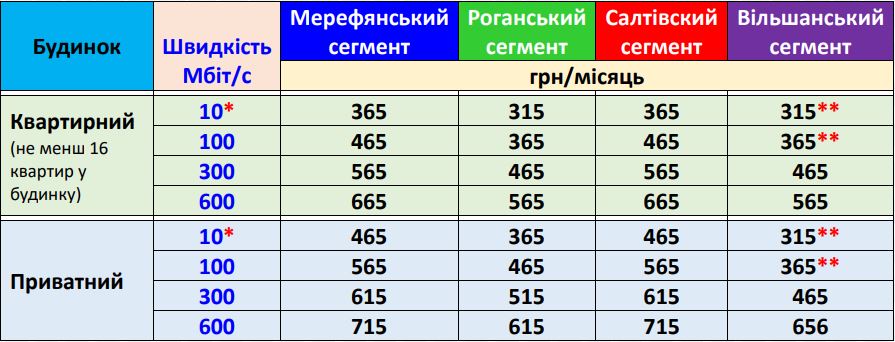 Будинок Швидкість Мбіт/с Мерефянський сегмент Роганський сегмент Салтівский сегмент Вільшанський сегмент
грн/місяць
Квартирний (не менш 16 квартир у будинку)
10* 365 315 365 315**
100 465 365 465 365**
300 565 465 565 465
600 665 565 665 565
Приватний
10* 465 365 465 315**
100 565 465 565 365**
300 615 515 615 465
600 715 615 715 656